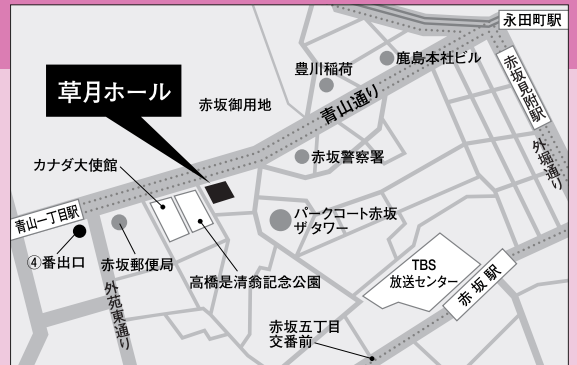 永田町駅
鹿島本社ビル
豊川稲荷
赤坂見附駅
草月ホール
赤坂御用地
青山通り
外堀通り
カナダ大使館
赤坂警察署
青山一丁目駅
パークコート赤坂
ザ タワー
④番出口
赤坂郵便局
高橋是清翁記念公園
TBS
放送センター
赤坂駅
外苑東通り
赤坂五丁目
交番前